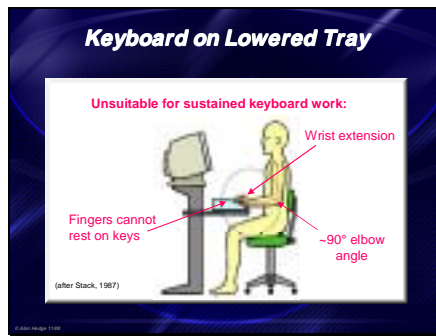 Keyboard on Lowered Tray
Unsuitable for sustained keyboard work:
Wrist extension
Fingers cannot
rest on keys
~90° elbow
angle
(after Stack, 1987)
© Alan Hedge 11/08